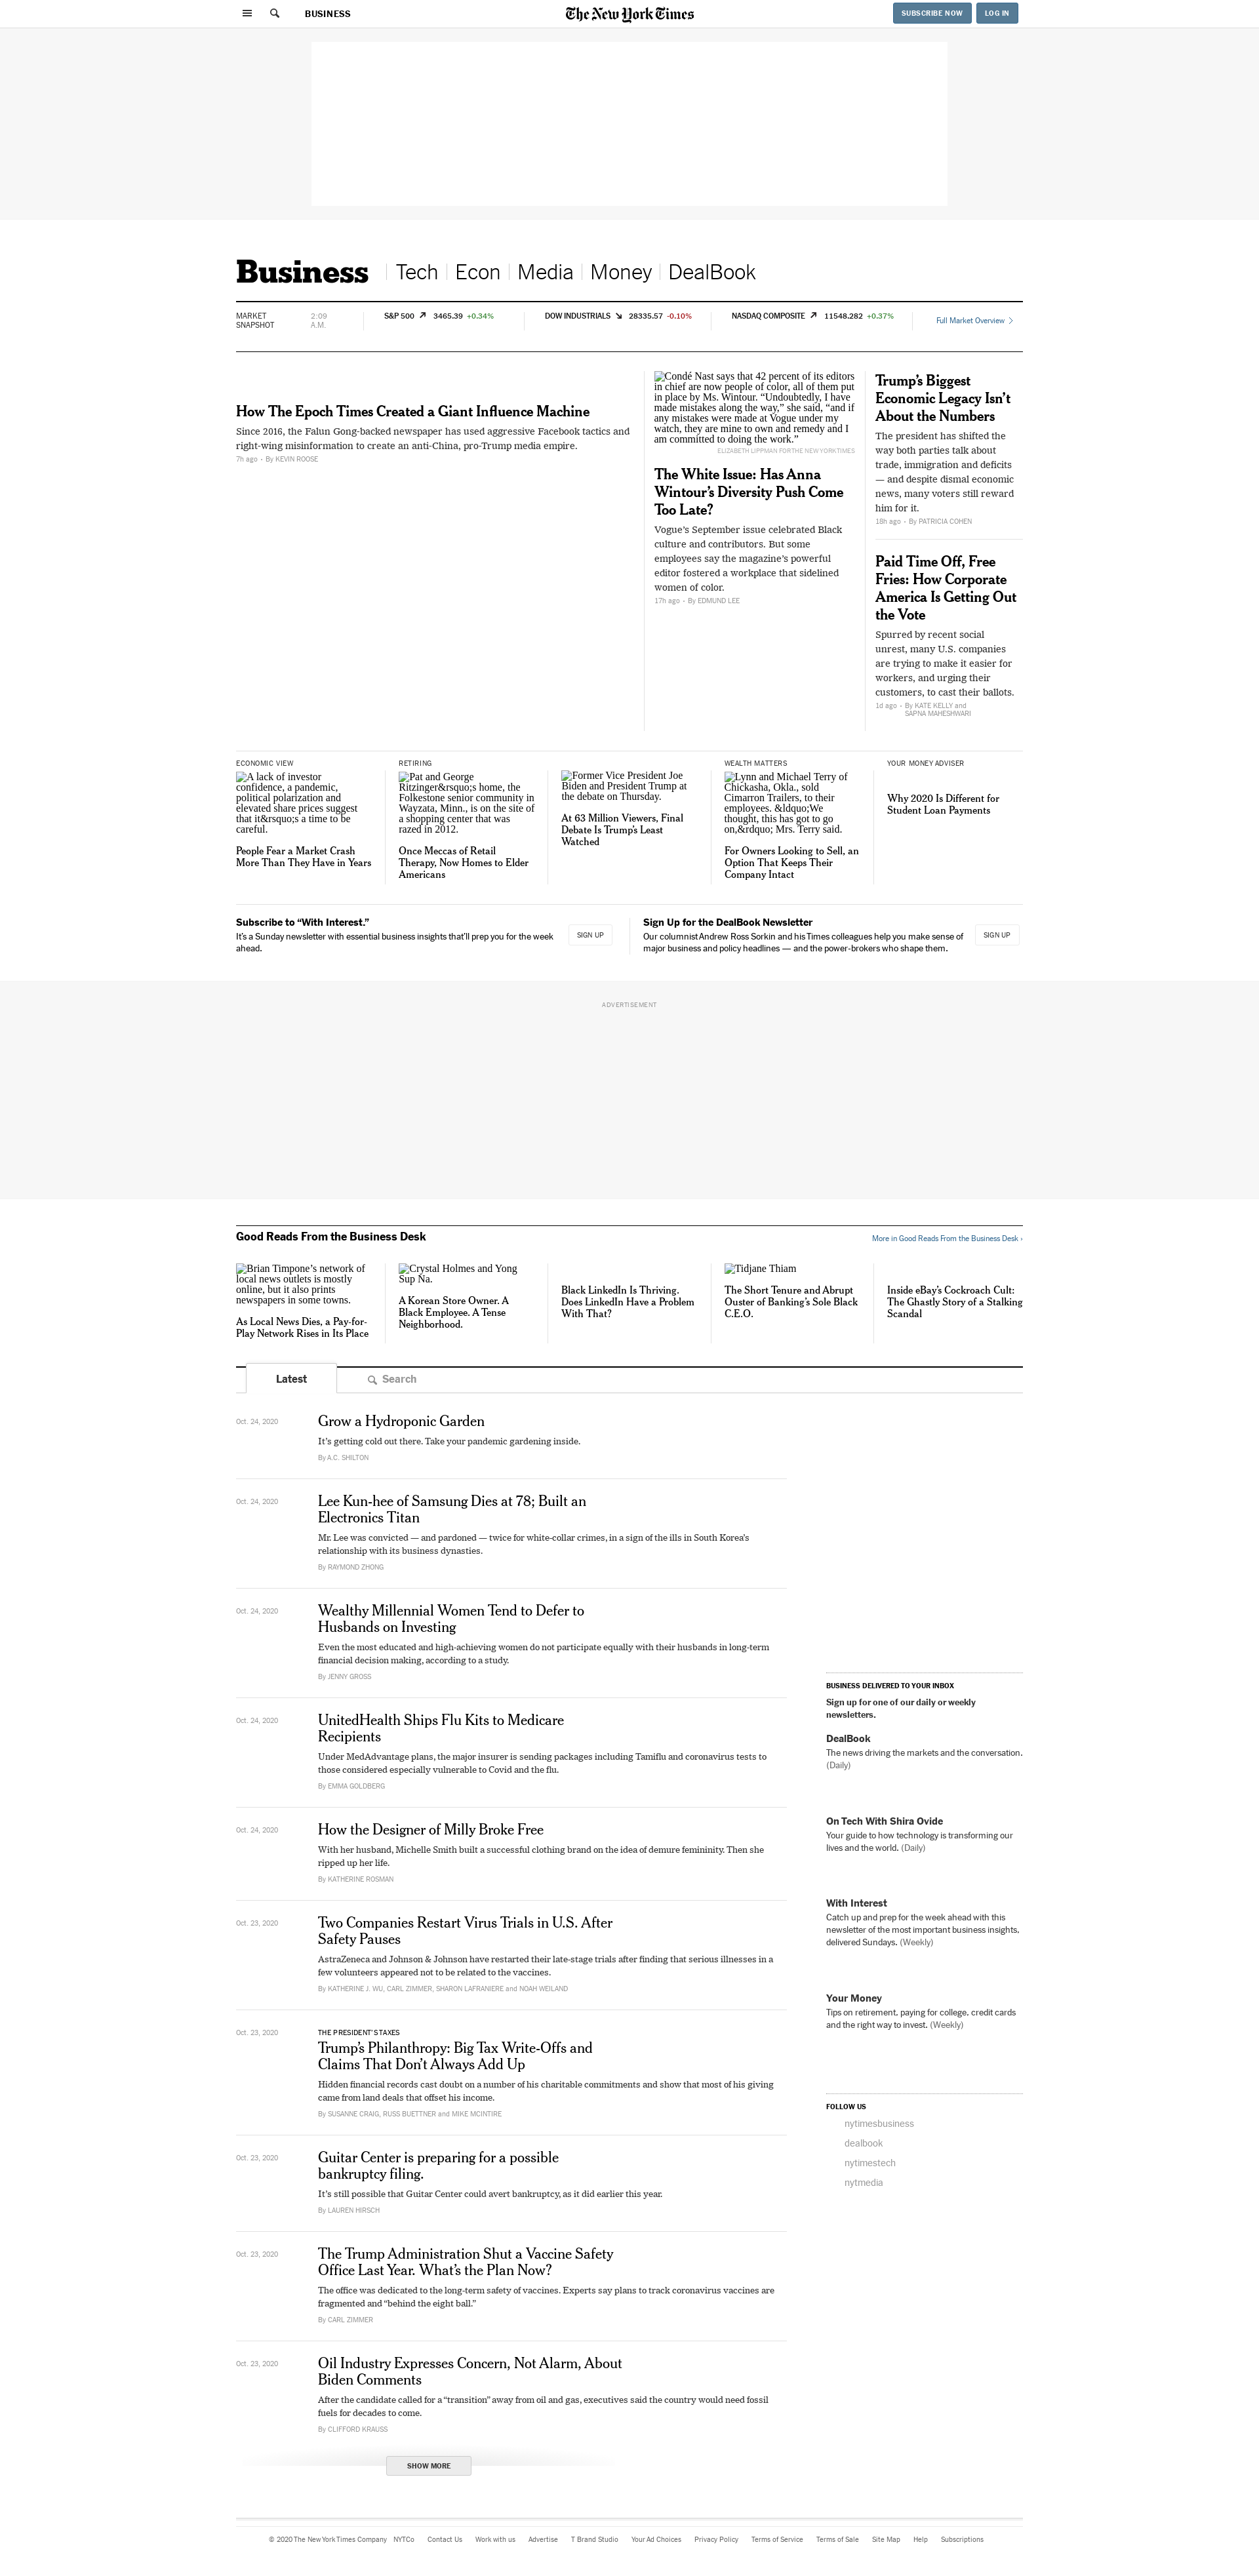 BUSINESS
The New York Times
SUBSCRIBE NOW
LOG IN
Business
Tech
Econ
Media
Money
DealBook
MARKET
SNAPSHOT
2:09
A.M.
S&P 500 3465.39 +0.34%
DOW INDUSTRIALS 28335.57 -0.10%
NASDAQ COMPOSITE 11548.282 +0.37%
Full Market Overview
How The Epoch Times Created a Giant Influence Machine
Since 2016, the Falun Gong-backed newspaper has used aggressive Facebook tactics and
right-wing misinformation to create an anti-China, pro-Trump media empire.
7h ago • By KEVIN ROOSE
Condé Nast says that 42 percent of its editors
in chief are now people of color, all of them put
in place by Ms. Wintour. “Undoubtedly, I have
made mistakes along the way,” she said, “and if
any mistakes were made at Vogue under my
watch, they are mine to own and remedy and I
am committed to doing the work.”
ELIZABETH LIPPMAN FOR THE NEW YORK TIMES
The White Issue: Has Anna
Wintour’s Diversity Push Come
Too Late?
Vogue’s September issue celebrated Black
culture and contributors. But some
employees say the magazine’s powerful
editor fostered a workplace that sidelined
women of color.
17h ago • By EDMUND LEE
Trump’s Biggest
Economic Legacy Isn’t
About the Numbers
The president has shifted the
way both parties talk about
trade, immigration and deficits
— and despite dismal economic
news, many voters still reward
him for it.
18h ago • By PATRICIA COHEN
Paid Time Off, Free
Fries: How Corporate
America Is Getting Out
the Vote
Spurred by recent social
unrest, many U.S. companies
are trying to make it easier for
workers, and urging their
customers, to cast their ballots.
1d ago • By KATE KELLY and
SAPNA MAHESHWARI
ECONOMIC VIEW
A lack of investor
confidence, a pandemic,
political polarization and
elevated share prices suggest
that it&rsquo;s a time to be
careful.
People Fear a Market Crash
More Than They Have in Years
RETIRING
Pat and George
Ritzinger&rsquo;s home, the
Folkestone senior community in
Wayzata, Minn., is on the site of
a shopping center that was
razed in 2012.
Once Meccas of Retail
Therapy, Now Homes to Elder
Americans
Former Vice President Joe
Biden and President Trump at
the debate on Thursday.
At 63 Million Viewers, Final
Debate Is Trump’s Least
Watched
WEALTH MATTERS
Lynn and Michael Terry of
Chickasha, Okla., sold
Cimarron Trailers, to their
employees. &ldquo;We
thought, this has got to go
on,&rdquo; Mrs. Terry said.
For Owners Looking to Sell, an
Option That Keeps Their
Company Intact
YOUR MONEY ADVISER
Why 2020 Is Different for
Student Loan Payments
Subscribe to “With Interest.”
It’s a Sunday newsletter with essential business insights that’ll prep you for the week
ahead.
SIGN UP
Sign Up for the DealBook Newsletter
Our columnist Andrew Ross Sorkin and his Times colleagues help you make sense of
major business and policy headlines — and the power-brokers who shape them.
SIGN UP
ADVERTISEMENT
Good Reads From the Business Desk
More in Good Reads From the Business Desk ›
Brian Timpone’s network of
local news outlets is mostly
online, but it also prints
newspapers in some towns.
As Local News Dies, a Pay-for-
Play Network Rises in Its Place
Crystal Holmes and Yong
Sup Na.
A Korean Store Owner. A
Black Employee. A Tense
Neighborhood.
Black LinkedIn Is Thriving.
Does LinkedIn Have a Problem
With That?
Tidjane Thiam
The Short Tenure and Abrupt
Ouster of Banking’s Sole Black
C.E.O.
Inside eBay’s Cockroach Cult:
The Ghastly Story of a Stalking
Scandal
Latest
Search
Oct. 24, 2020
Grow a Hydroponic Garden
It’s getting cold out there. Take your pandemic gardening inside.
By A.C. SHILTON
Oct. 24, 2020
Lee Kun-hee of Samsung Dies at 78; Built an
Electronics Titan
Mr. Lee was convicted — and pardoned — twice for white-collar crimes, in a sign of the ills in South Korea’s
relationship with its business dynasties.
By RAYMOND ZHONG
Oct. 24, 2020
Wealthy Millennial Women Tend to Defer to
Husbands on Investing
Even the most educated and high-achieving women do not participate equally with their husbands in long-term
financial decision making, according to a study.
By JENNY GROSS
Oct. 24, 2020
UnitedHealth Ships Flu Kits to Medicare
Recipients
Under MedAdvantage plans, the major insurer is sending packages including Tamiflu and coronavirus tests to
those considered especially vulnerable to Covid and the flu.
By EMMA GOLDBERG
Oct. 24, 2020
How the Designer of Milly Broke Free
With her husband, Michelle Smith built a successful clothing brand on the idea of demure femininity. Then she
ripped up her life.
By KATHERINE ROSMAN
Oct. 23, 2020
Two Companies Restart Virus Trials in U.S. After
Safety Pauses
AstraZeneca and Johnson & Johnson have restarted their late-stage trials after finding that serious illnesses in a
few volunteers appeared not to be related to the vaccines.
By KATHERINE J. WU, CARL ZIMMER, SHARON LAFRANIERE and NOAH WEILAND
Oct. 23, 2020
THE PRESIDENT’S TAXES
Trump’s Philanthropy: Big Tax Write-Offs and
Claims That Don’t Always Add Up
Hidden financial records cast doubt on a number of his charitable commitments and show that most of his giving
came from land deals that offset his income.
By SUSANNE CRAIG, RUSS BUETTNER and MIKE MCINTIRE
Oct. 23, 2020
Guitar Center is preparing for a possible
bankruptcy filing.
It’s still possible that Guitar Center could avert bankruptcy, as it did earlier this year.
By LAUREN HIRSCH
Oct. 23, 2020
The Trump Administration Shut a Vaccine Safety
Office Last Year. What’s the Plan Now?
The office was dedicated to the long-term safety of vaccines. Experts say plans to track coronavirus vaccines are
fragmented and “behind the eight ball.”
By CARL ZIMMER
Oct. 23, 2020
Oil Industry Expresses Concern, Not Alarm, About
Biden Comments
After the candidate called for a “transition” away from oil and gas, executives said the country would need fossil
fuels for decades to come.
By CLIFFORD KRAUSS
SHOW MORE
BUSINESS DELIVERED TO YOUR INBOX
Sign up for one of our daily or weekly
newsletters.
DealBook
The news driving the markets and the conversation.
(Daily)
On Tech With Shira Ovide
Your guide to how technology is transforming our
lives and the world. (Daily)
With Interest
Catch up and prep for the week ahead with this
newsletter of the most important business insights,
delivered Sundays. (Weekly)
Your Money
Tips on retirement, paying for college, credit cards
and the right way to invest. (Weekly)
FOLLOW US
nytimesbusiness
dealbook
nytimestech
nytmedia
© 2020 The New York Times Company NYTCo Contact Us Work with us Advertise T Brand Studio Your Ad Choices Privacy Policy Terms of Service Terms of Sale Site Map Help Subscriptions